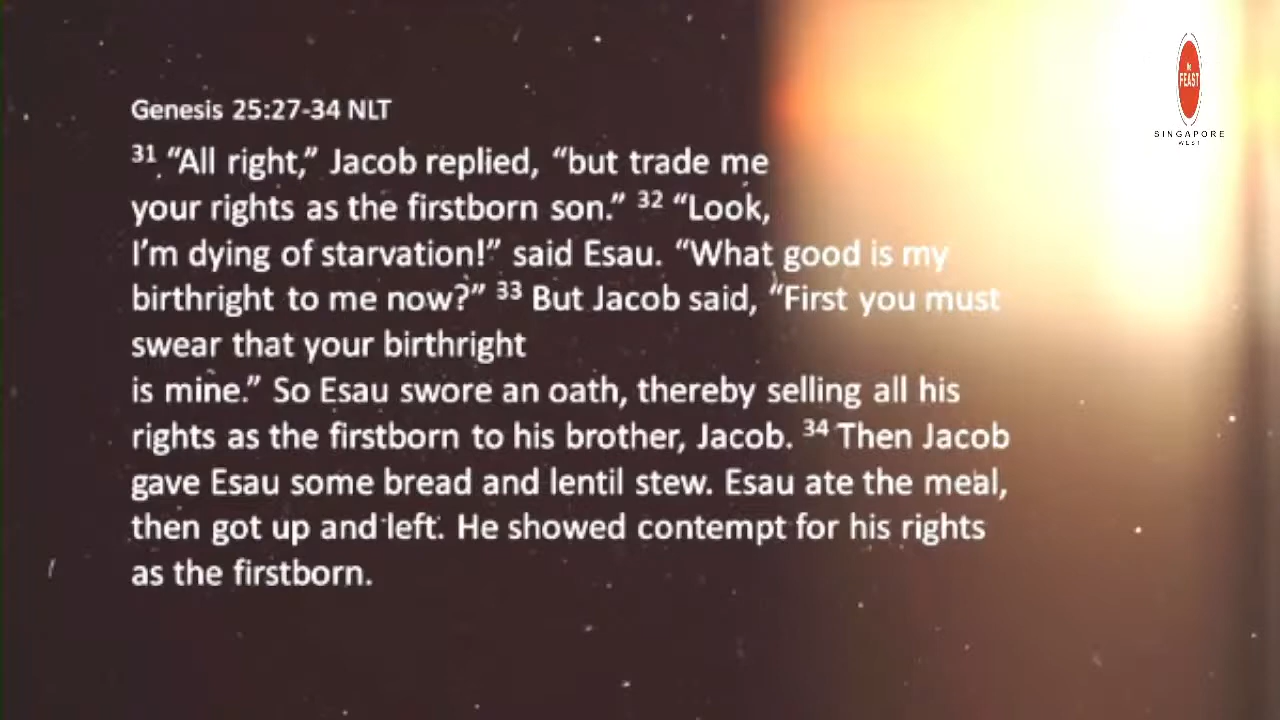 Genesis 25:27-34 NLT
31 “All right,” Jacob replied, “but trade me
your rights as the firstborn son.” 32 “Look,
I’m dying of starvation!” said Esau. “What good is my
birthright to me now?” 33 But Jacob said, “First you must
swear that your birthright
is mine.” So Esau swore an oath, thereby selling all his
rights as the firstborn to his brother, Jacob. 34 Then Jacob
gave Esau some bread and lentil stew. Esau ate the meal,
then got up and left. He showed contempt for his rights
as the firstborn.
FEAST
SINGAPORE
WEST